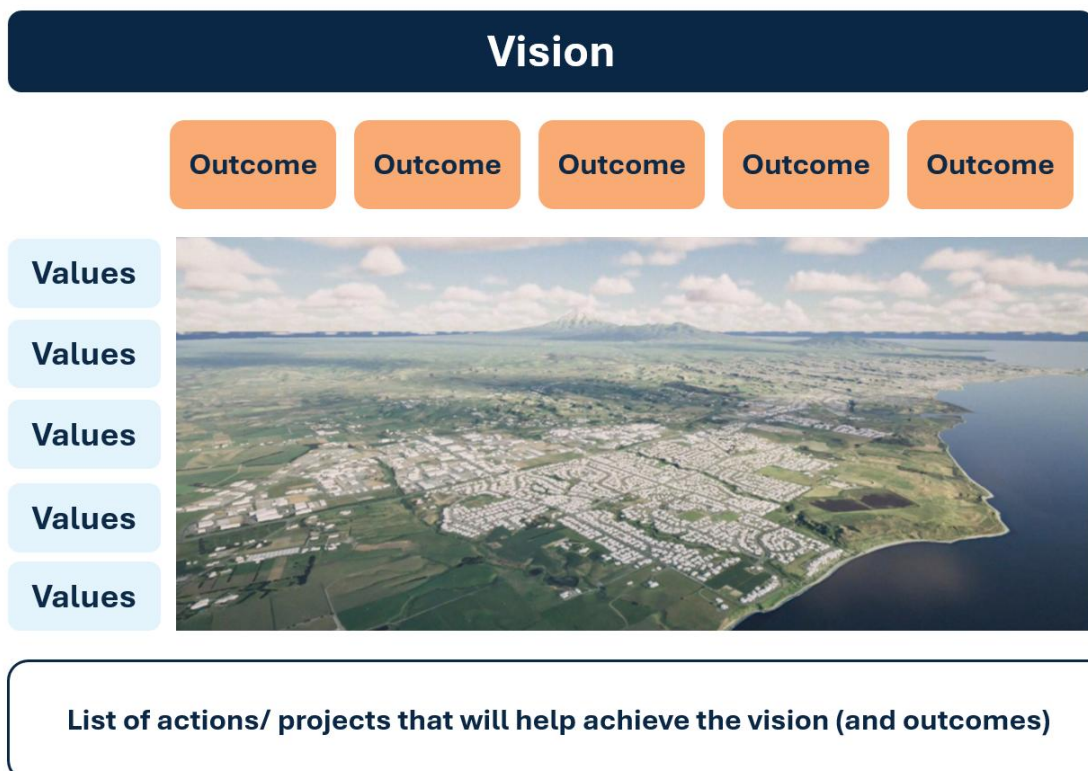 Vision
Outcome
Outcome
Outcome
Outcome
Outcome
Values
Values
Values
Values
Values
List of actions/ projects that will help achieve the vision (and outcomes)